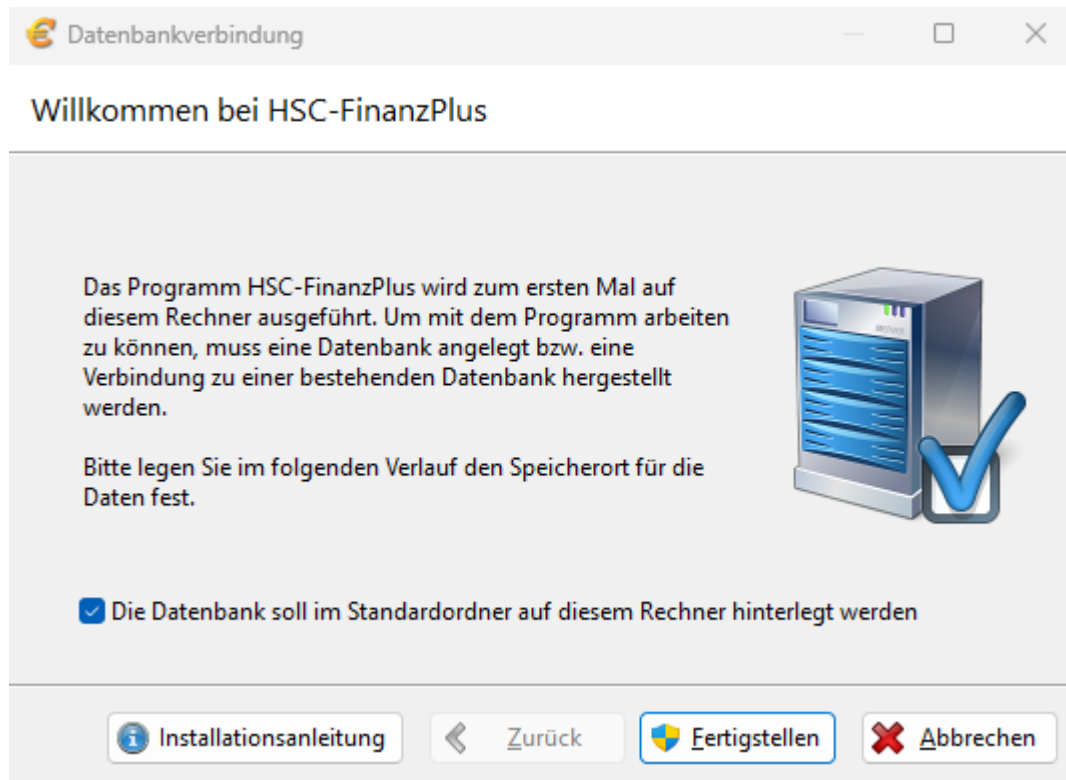 Datenbankverbindung
Willkommen bei HSC-FinanzPlus
Das Programm HSC-FinanzPlus wird zum ersten Mal auf
diesem Rechner ausgeführt. Um mit dem Programm arbeiten
zu können, muss eine Datenbank angelegt bzw. eine
Verbindung zu einer bestehenden Datenbank hergestellt
werden.
Bitte legen Sie im folgenden Verlauf den Speicherort für die
Daten fest.
Die Datenbank soll im Standardordner auf diesem Rechner hinterlegt werden
Installationsanleitung
Zurück
Fertigstellen
Abbrechen